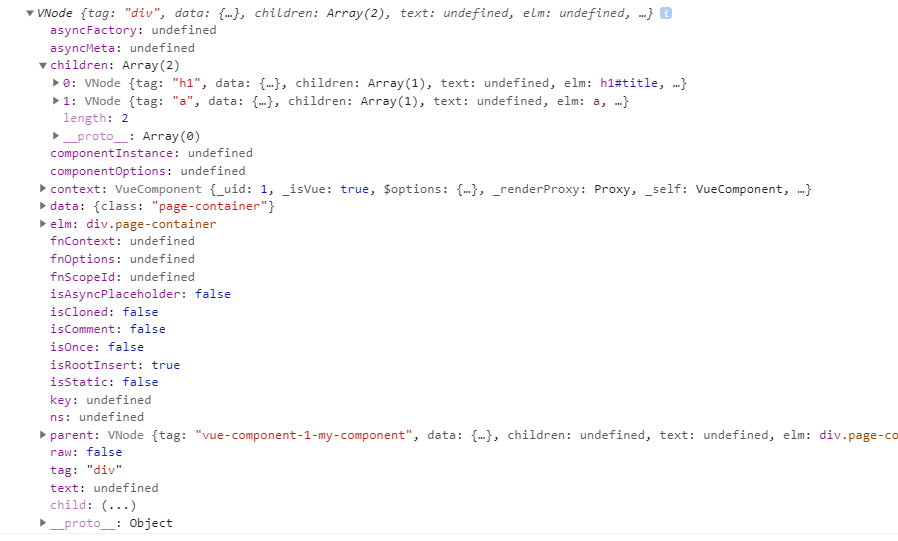 VNode {tag: "div", data: {…}, children: Array(2), text: undefined, elm: undefined, …} i
asyncFactory: undefined
asyncMeta: undefined
children: Array(2)
0: VNode {tag: "h1", data: {…}, children: Array(1), text: undefined, elm: h1#title, …}
1: VNode {tag: "a", data: {…}, children: Array(1), text: undefined, elm: a, …}
length: 2
__proto__: Array(0)
componentInstance: undefined
componentOptions: undefined
context: VueComponent {_uid: 1, _isVue: true, $options: {…}, _renderProxy: Proxy, _self: VueComponent, …}
data: {class: "page-container"}
elm: div.page-container
fnContext: undefined
fnOptions: undefined
fnScopeId: undefined
isAsyncPlaceholder: false
isCloned: false
isComment: false
isOnce: false
isRootInsert: true
isStatic: false
key: undefined
ns: undefined
parent: VNode {tag: "vue-component-1-my-component", data: {…}, children: undefined, text: undefined, elm: div.page-co
raw: false
tag: "div"
text: undefined
child: (...)
__proto__: Object